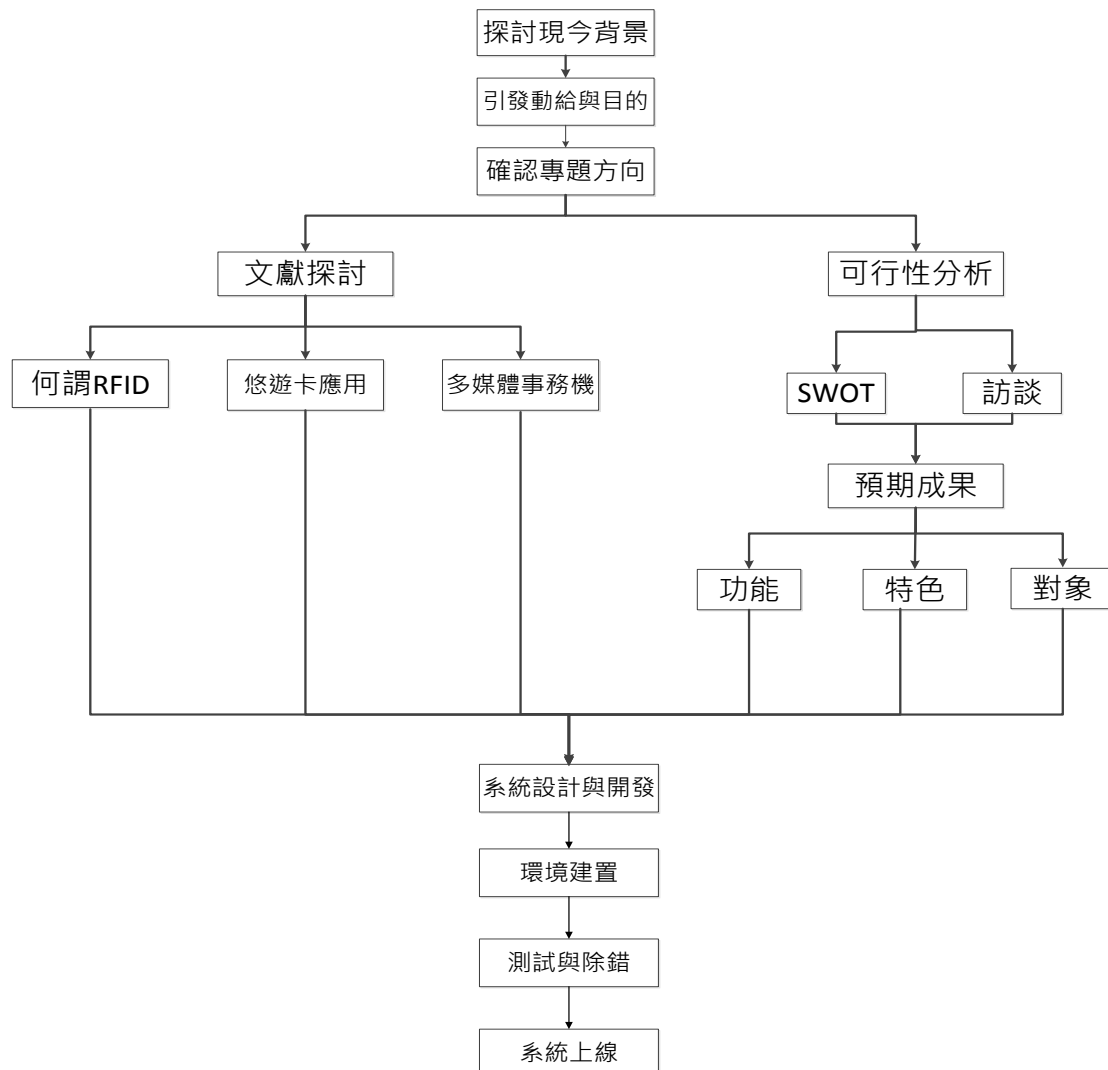 探討現今背景
引發動給與目的
確認專題方向
文獻探討
可行性分析
何謂RFID
悠遊卡應用
多媒體事務機
SWOT
訪談
預期成果
功能
特色
對象
系統設計與開發
環境建置
測試與除錯
系統上線